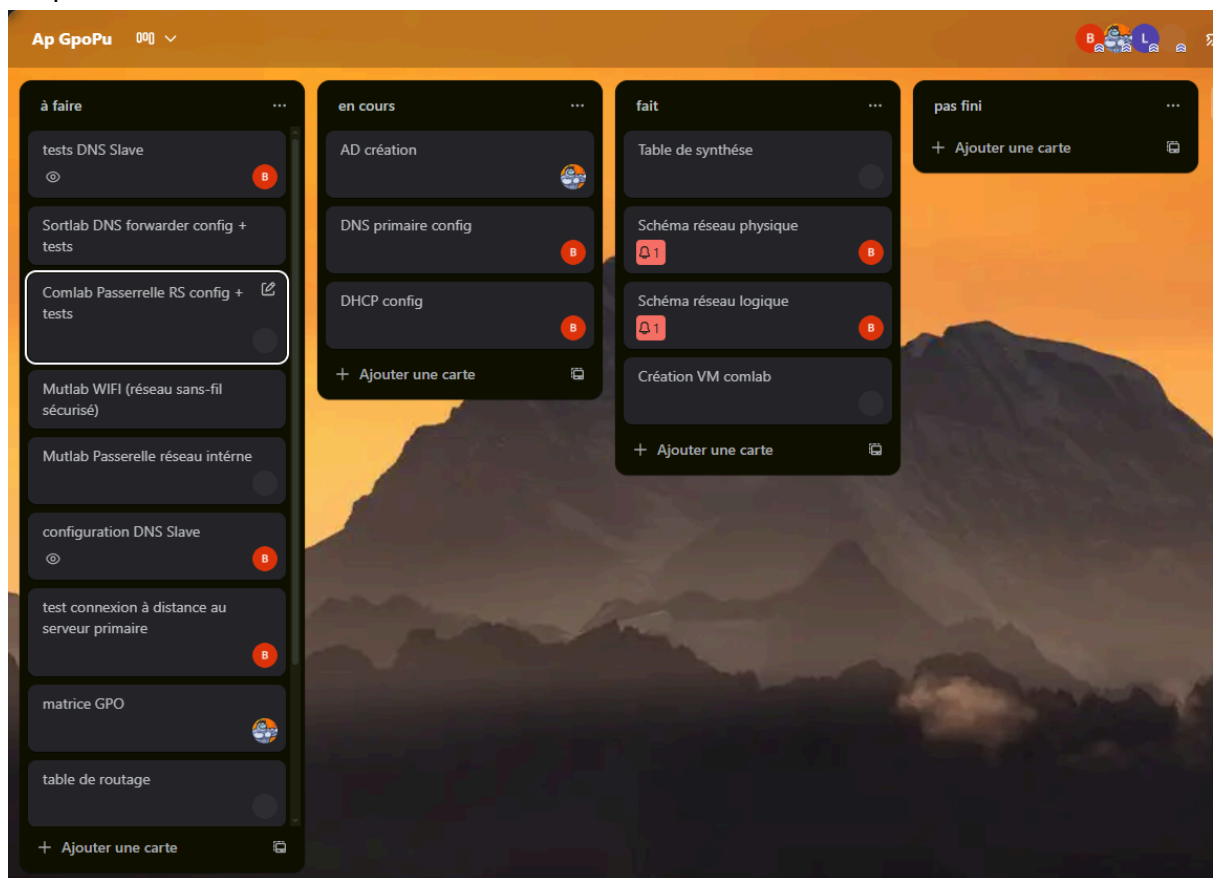 Ap GpoPu
B
L
à faire
tests DNS Slave
B
Sortlab DNS forwarder config +
tests
Comlab Passerrelle RS config +
tests
Mutlab WIFI (réseau sans-fil
sécurisé)
Mutlab Passerelle réseau intérne
configuration DNS Slave
B
test connexion à distance au
serveur primaire
B
matrice GPO
table de routage
+ Ajouter une carte
en cours
AD création
DNS primaire config
B
DHCP config
B
+ Ajouter une carte
fait
Table de synthése
Schéma réseau physique
1
B
Schéma réseau logique
1
B
Création VM comlab
+ Ajouter une carte
pas fini
+ Ajouter une carte